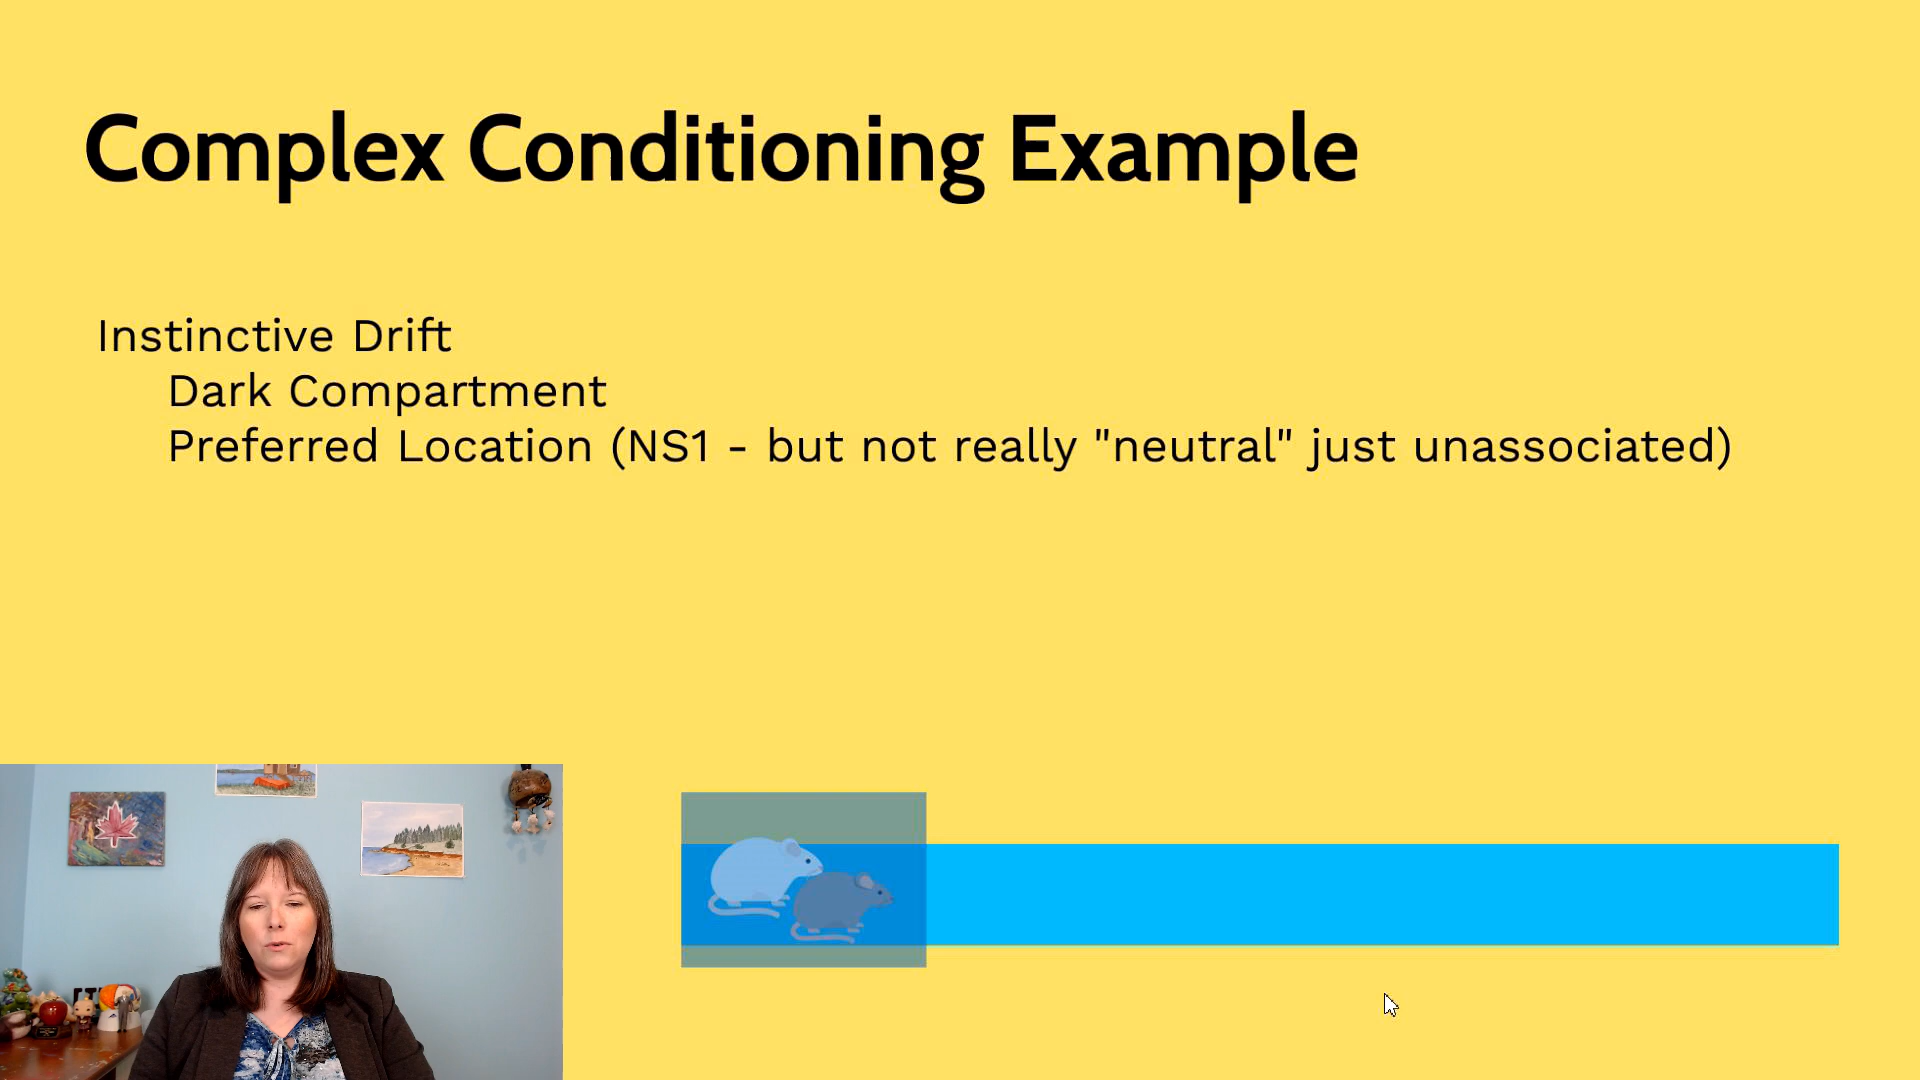 Complex Conditioning Example
Instinctive Drift
Dark Compartment
Preferred Location (NS1 - but not really "neutral" just unassociated)